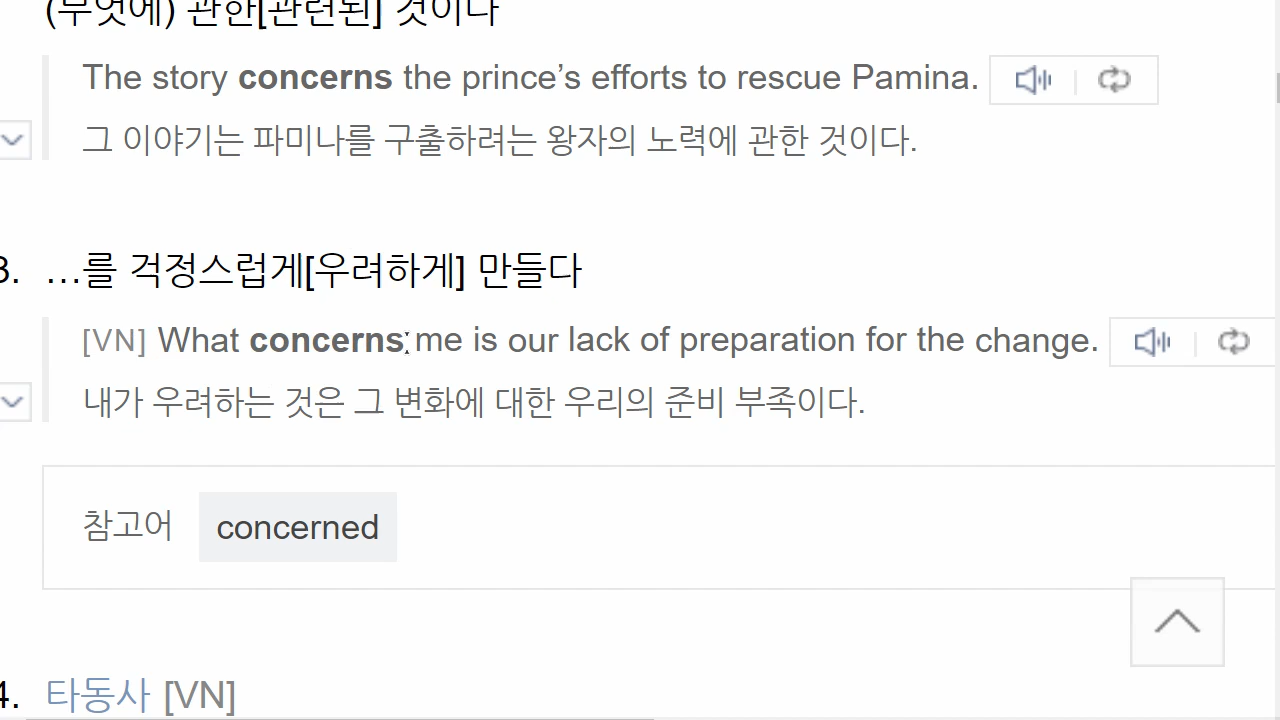 (무엇에) 관한[관련된] 것이다
The story concerns the prince’s efforts to rescue Pamina.
그 이야기는 파미나를 구출하려는 왕자의 노력에 관한 것이다.
3. …를 걱정스럽게[우려하게] 만들다
[VN] What concerns me is our lack of preparation for the change.
내가 우려하는 것은 그 변화에 대한 우리의 준비 부족이다.
참고어 concerned
4. 타동사 [VN]